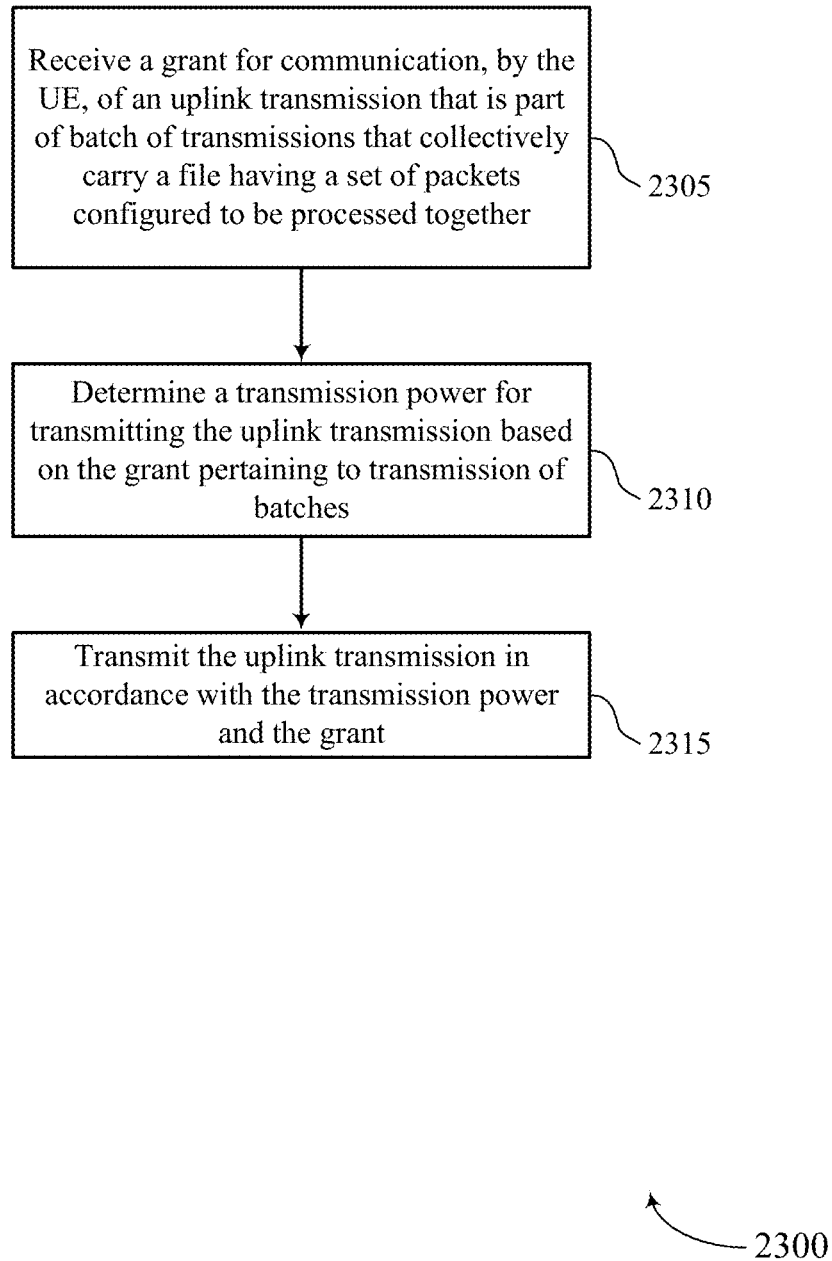 Receive a grant for communication, by the
UE, of an uplink transmission that is part
of batch of transmissions that collectively
carry a file having a set of packets
configured to be processed together
2305
Determine a transmission power for
transmitting the uplink transmission based
on the grant pertaining to transmission of
batches
2310
Transmit the uplink transmission in
accordance with the transmission power
and the grant
2315
2300